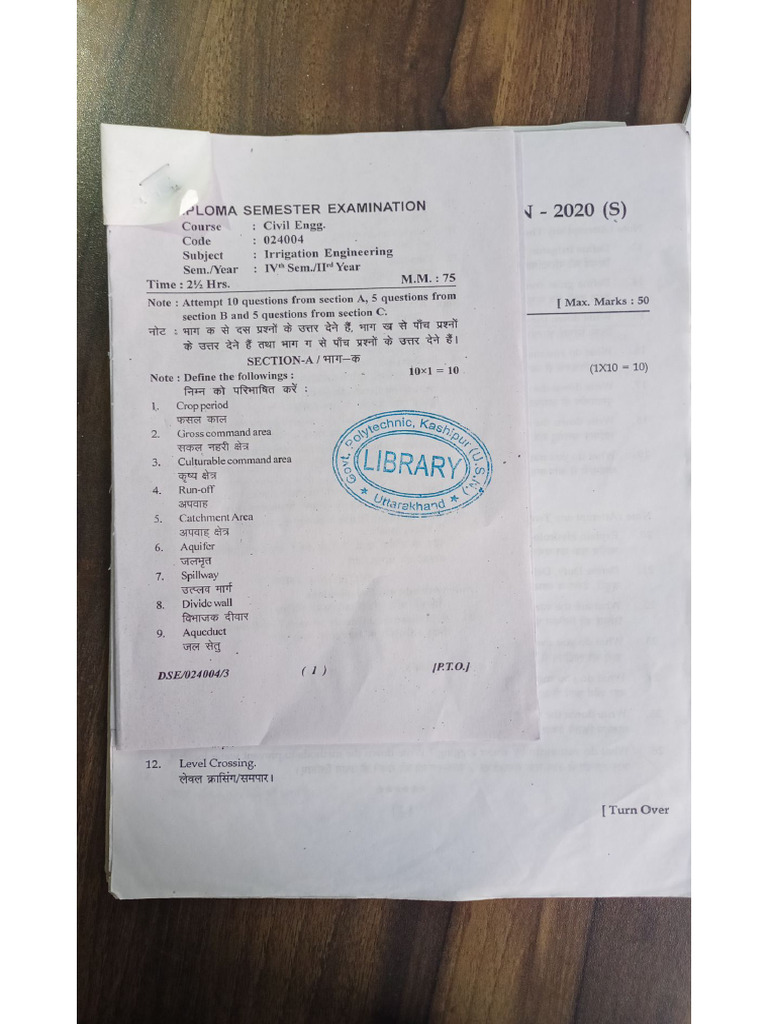 PLOMA SEMESTER EXAMINATION
Course : Civil Engg.
Code : 024004
Subject : Irrigation Engineering
Sem./Year : IVth Sem./IIrd Year
Time : 2½ Hrs. M.M. : 75
Note : Attempt 10 questions from section A, 5 questions from
section B and 5 questions from section C.
नोट : भाग क से दस प्रश्नों के उत्तर देने हैं, भाग ख से पाँच प्रश्नों
के उत्तर देने हैं तथा भाग ग से पाँच प्रश्नों के उत्तर देने हैं।
SECTION-A / भाग–क
Note : Define the followings : 10×1 = 10
निम्न को परिभाषित करें :
1. Crop period
फसल काल
2. Gross command area
सकल नहरी क्षेत्र
3. Culturable command area
कृष्य क्षेत्र
4. Run-off
अपवाह
5. Catchment Area
अपवाह क्षेत्र
6. Aquifer
जलभृत
7. Spillway
उत्प्लव मार्ग
8. Divide wall
विभाजक दीवार
9. Aqueduct
जल सेतु
DSE/024004/3 ( 1 ) [P.T.O.]
Govt. Polytechnic, Kashipur (U.S.N.)
LIBRARY
★ Uttarakhand ★
N - 2020 (S)
[ Max. Marks : 50
(1X10 = 10)
12. Level Crossing.
लेवल क्रासिंग/समपार।
[ Turn Over